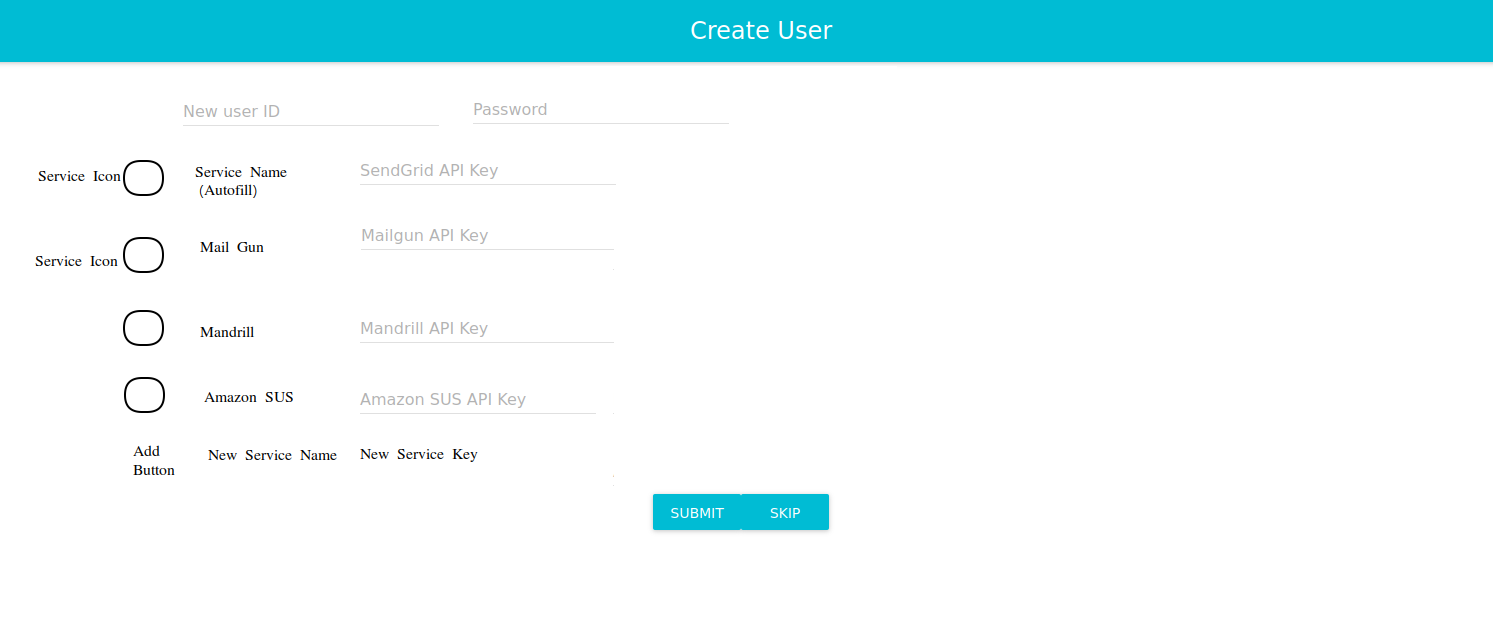 Create User
New user ID
Password
Service Icon
Service Name
(Autofill)
SendGrid API Key
Service Icon
Mail Gun
Mailgun API Key
Mandrill
Mandrill API Key
Amazon SUS
Amazon SUS API Key
Add
Button
New Service Name
New Service Key
SUBMIT
SKIP